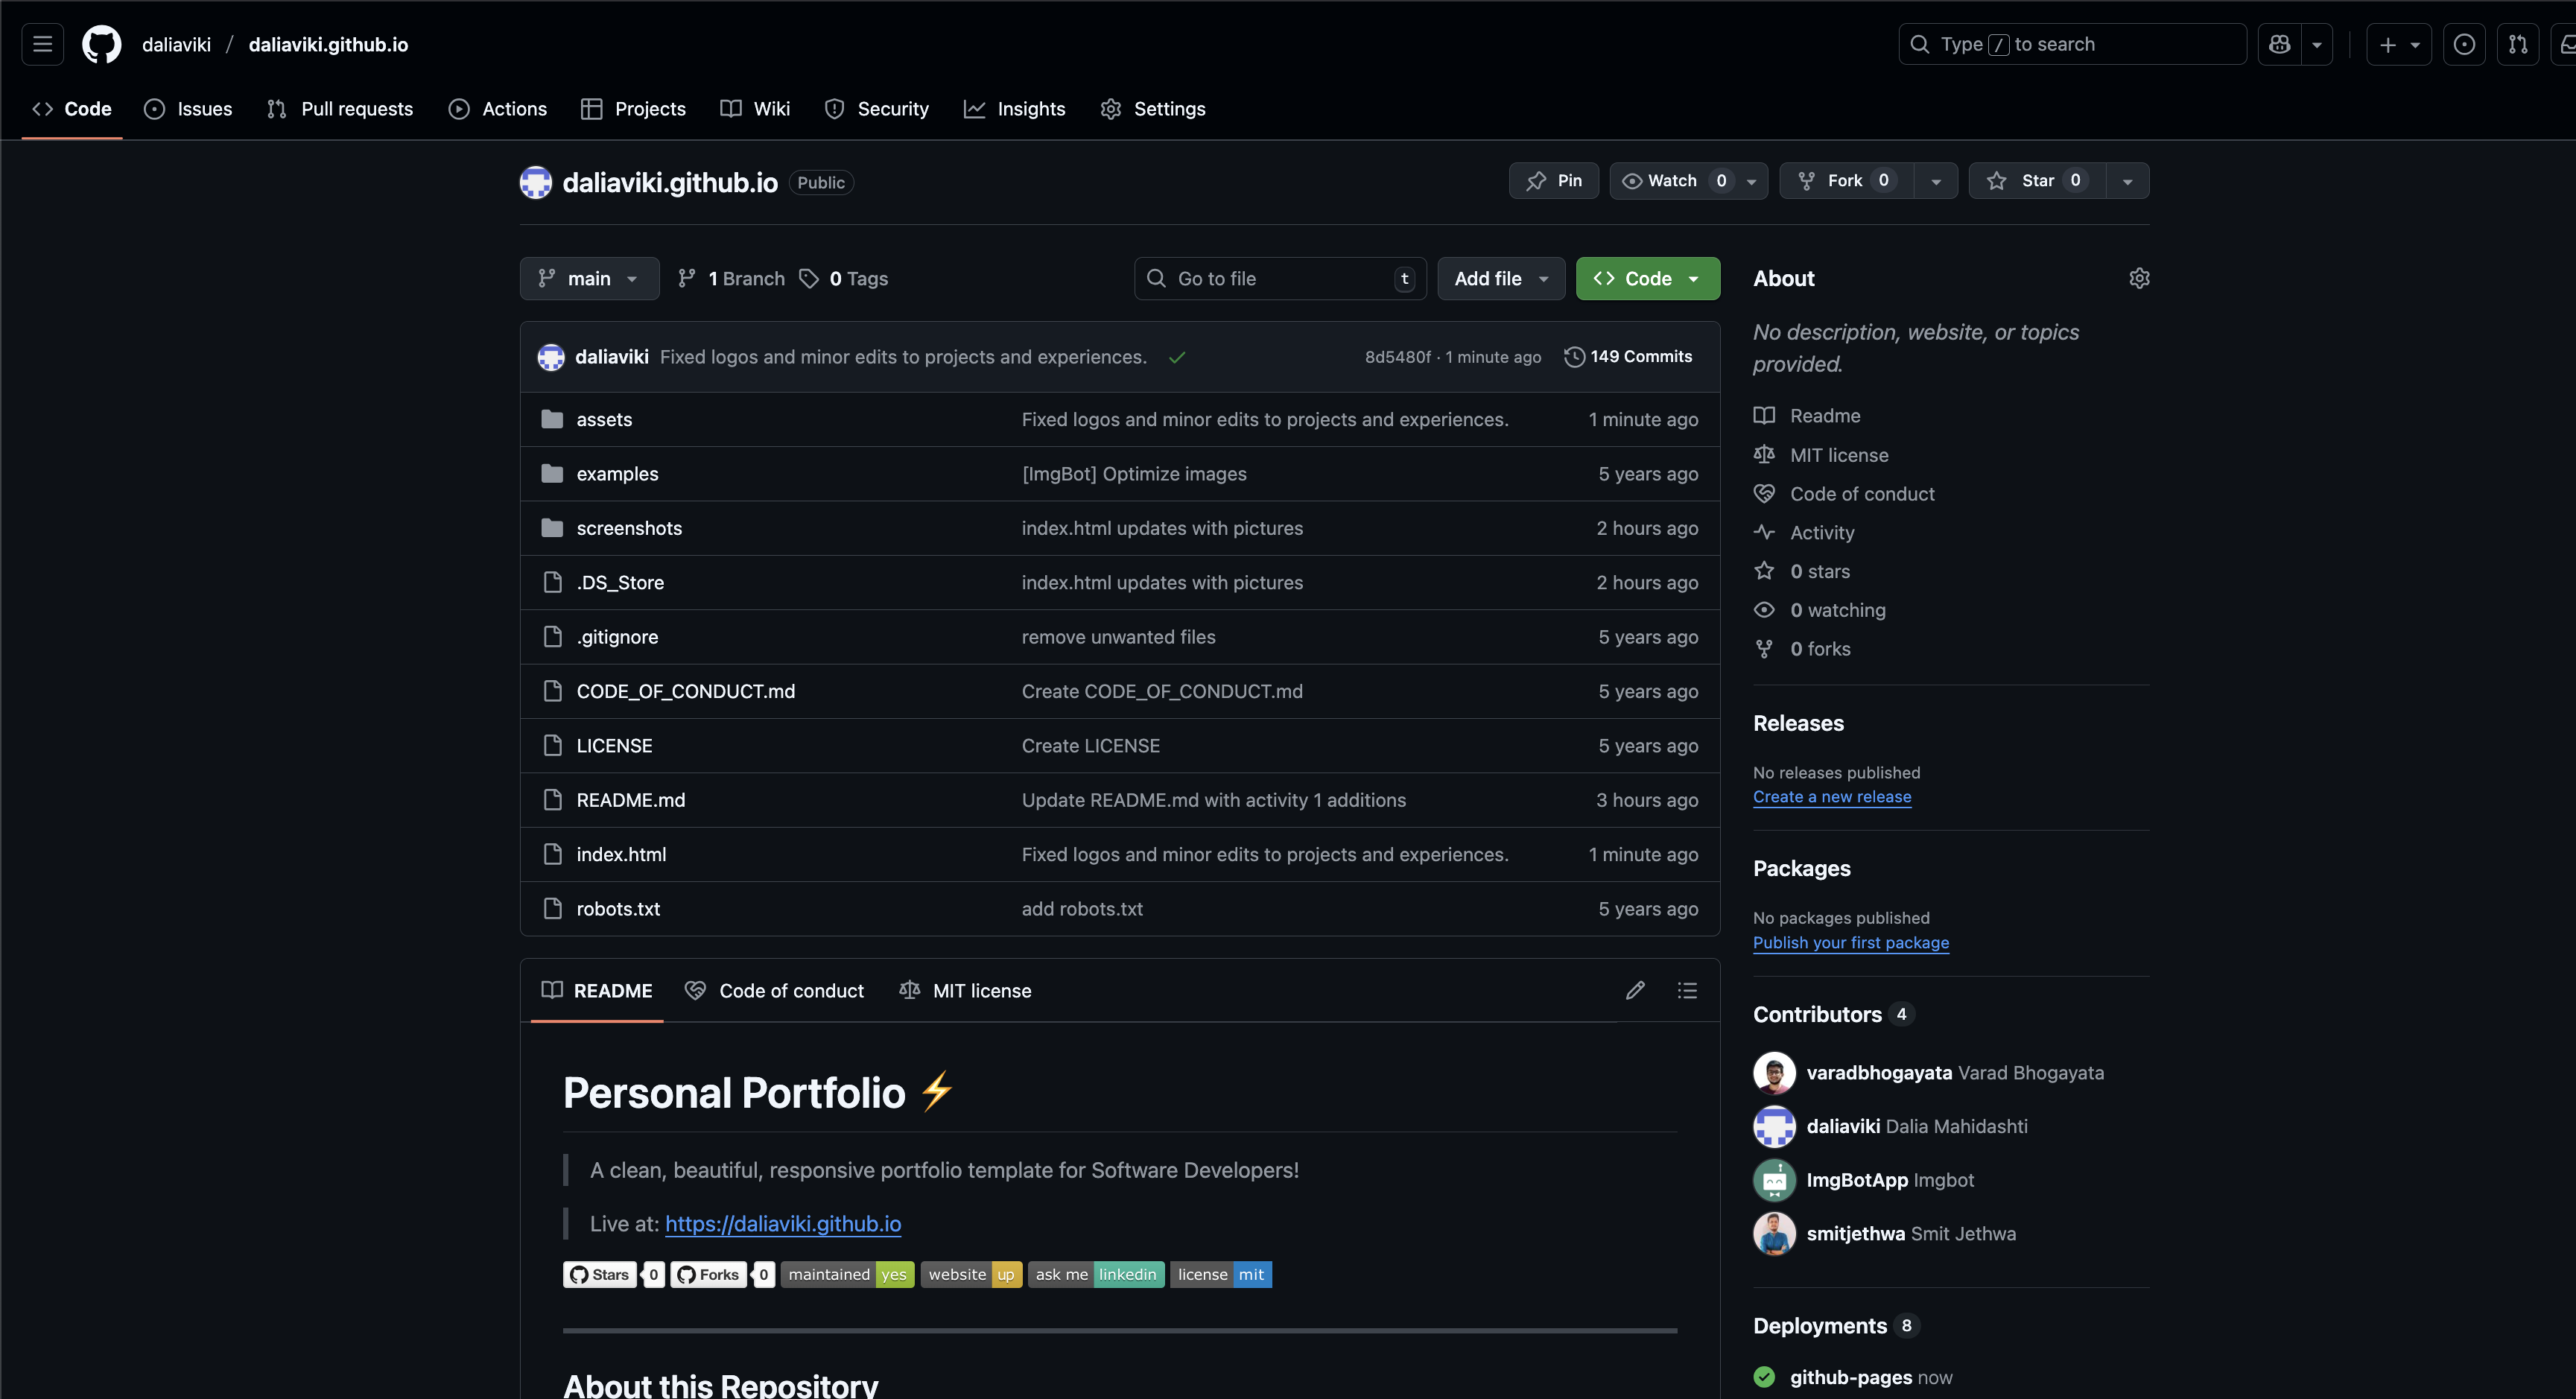 daliaviki / daliaviki.github.io
Type / to search
Code Issues Pull requests Actions Projects Wiki Security Insights Settings
daliaviki.github.io Public
Pin Watch 0 Fork 0 Star 0
main 1 Branch 0 Tags Go to file t Add file Code
daliaviki Fixed logos and minor edits to projects and experiences. 8d5480f · 1 minute ago 149 Commits
assets Fixed logos and minor edits to projects and experiences. 1 minute ago
examples [ImgBot] Optimize images 5 years ago
screenshots index.html updates with pictures 2 hours ago
.DS_Store index.html updates with pictures 2 hours ago
.gitignore remove unwanted files 5 years ago
CODE_OF_CONDUCT.md Create CODE_OF_CONDUCT.md 5 years ago
LICENSE Create LICENSE 5 years ago
README.md Update README.md with activity 1 additions 3 hours ago
index.html Fixed logos and minor edits to projects and experiences. 1 minute ago
robots.txt add robots.txt 5 years ago
README Code of conduct MIT license
Personal Portfolio ⚡
A clean, beautiful, responsive portfolio template for Software Developers!
Live at: https://daliaviki.github.io
Stars 0 Forks 0 maintained yes website up ask me linkedin license mit
About this Repository
About
No description, website, or topics
provided.
Readme
MIT license
Code of conduct
Activity
0 stars
0 watching
0 forks
Releases
No releases published
Create a new release
Packages
No packages published
Publish your first package
Contributors 4
varadbhogayata Varad Bhogayata
daliaviki Dalia Mahidashti
ImgBotApp Imgbot
smitjethwa Smit Jethwa
Deployments 8
github-pages now